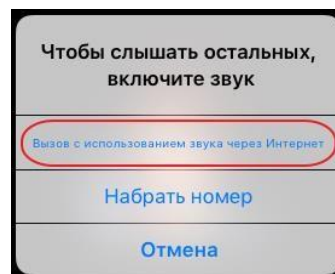 Чтобы слышать остальных,
включите звук
Вызов с использованием звука через Интернет
Набрать номер
Отмена